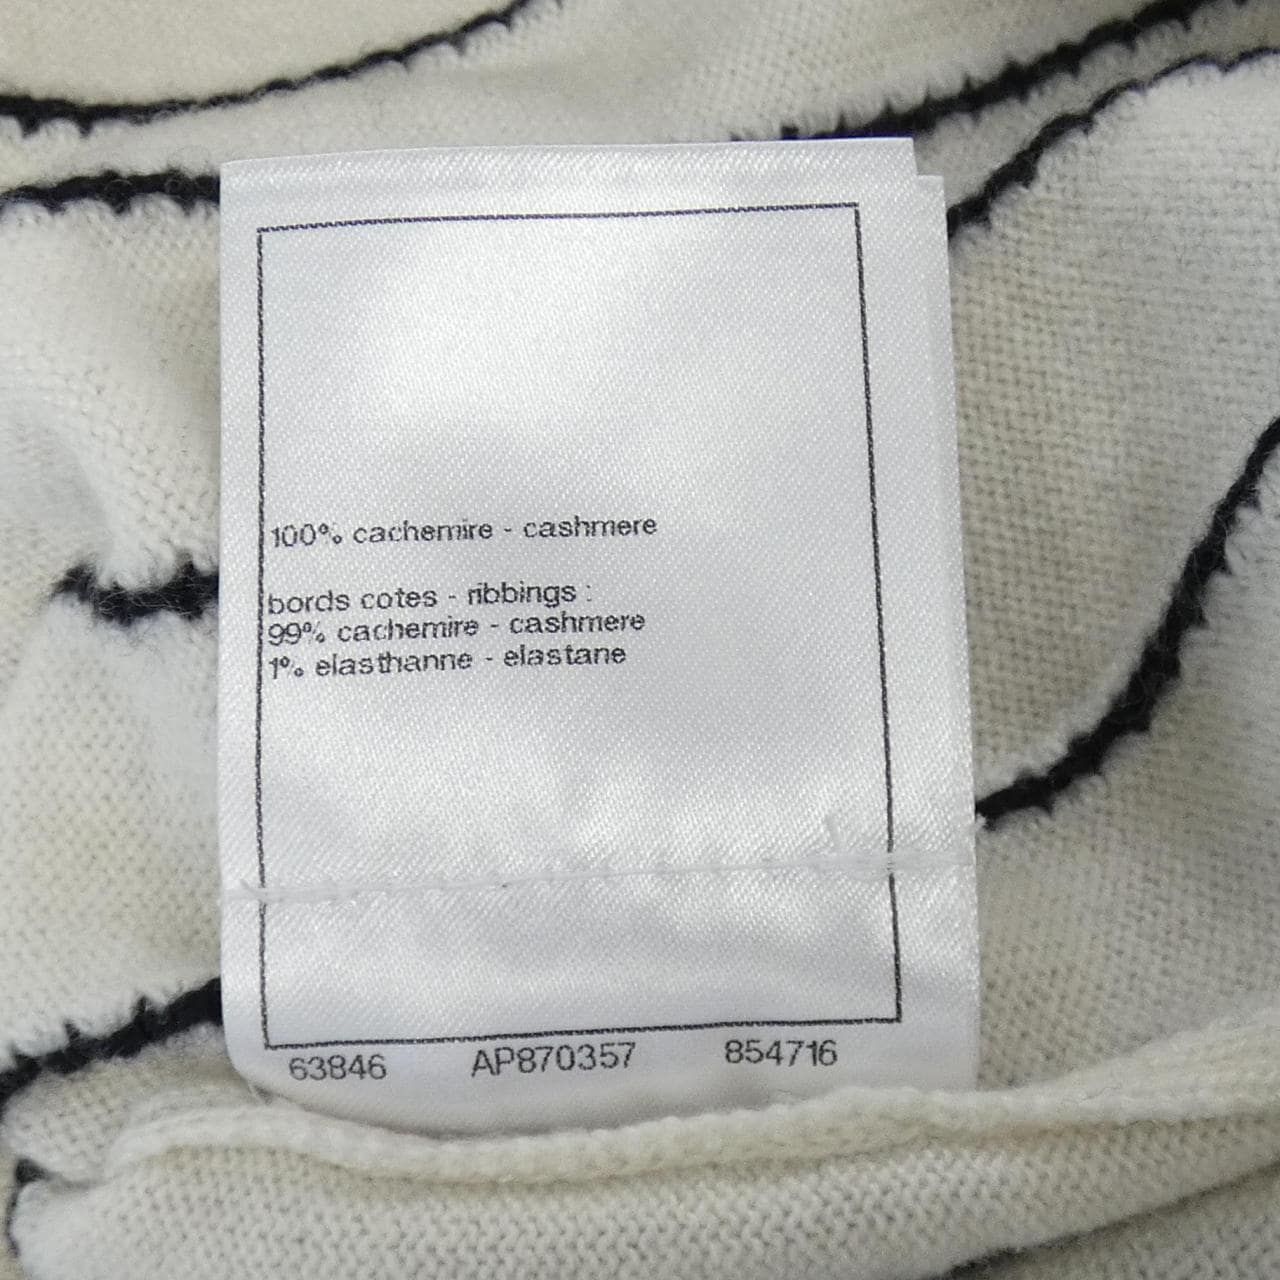 100% cachemire - cashmere
bords cotes - ribbings :
99% cachemire - cashmere
1% elasthanne - elastane
63846 AP870357 854716